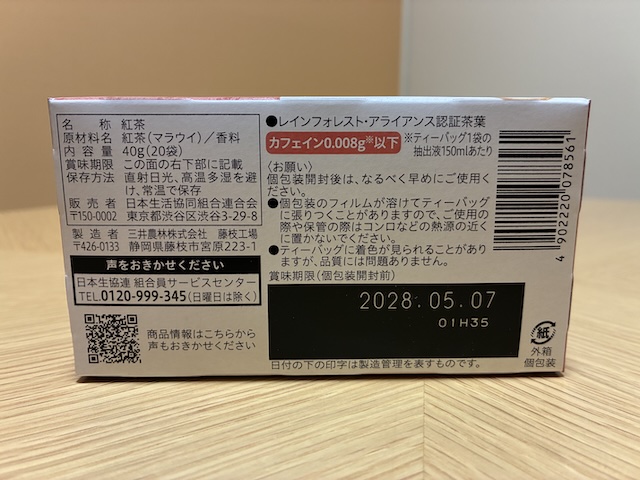 名称 紅茶
原材料名 紅茶(マラウイ)/香料
内容量 40g(20袋)
賞味期限 この面の右下部に記載
保存方法 直射日光、高温多湿を避け、常温で保存
販売者 日本生活協同組合連合会
〒150-0002 東京都渋谷区渋谷3-29-8
製造者 三井農林株式会社 藤枝工場
〒426-0133 静岡県藤枝市宮原223-1
声をおきかせください
日本生協連 組合員サービスセンター
TEL.0120-999-345(日曜日は除く)
商品情報はこちらから
声もおきかせください
●レインフォレスト・アライアンス認証茶葉
カフェイン0.008g※以下
※ティーバッグ1袋の
抽出液150mlあたり
〈お願い〉
個包装開封後は、なるべく早めにご使用く
ださい。
●個包装のフィルムが溶けてティーバッグ
に張りつくことがありますので、ご使用の
際や保管の際はコンロなどの熱源の近く
に置かないでください。
●ティーバッグに着色が見られることがあり
ますが、品質には問題ありません。
賞味期限(個包装開封前)
2028.05.07
01H35
日付の下の印字は製造管理を表すものです。
4902220078561
紙
外箱
個包装